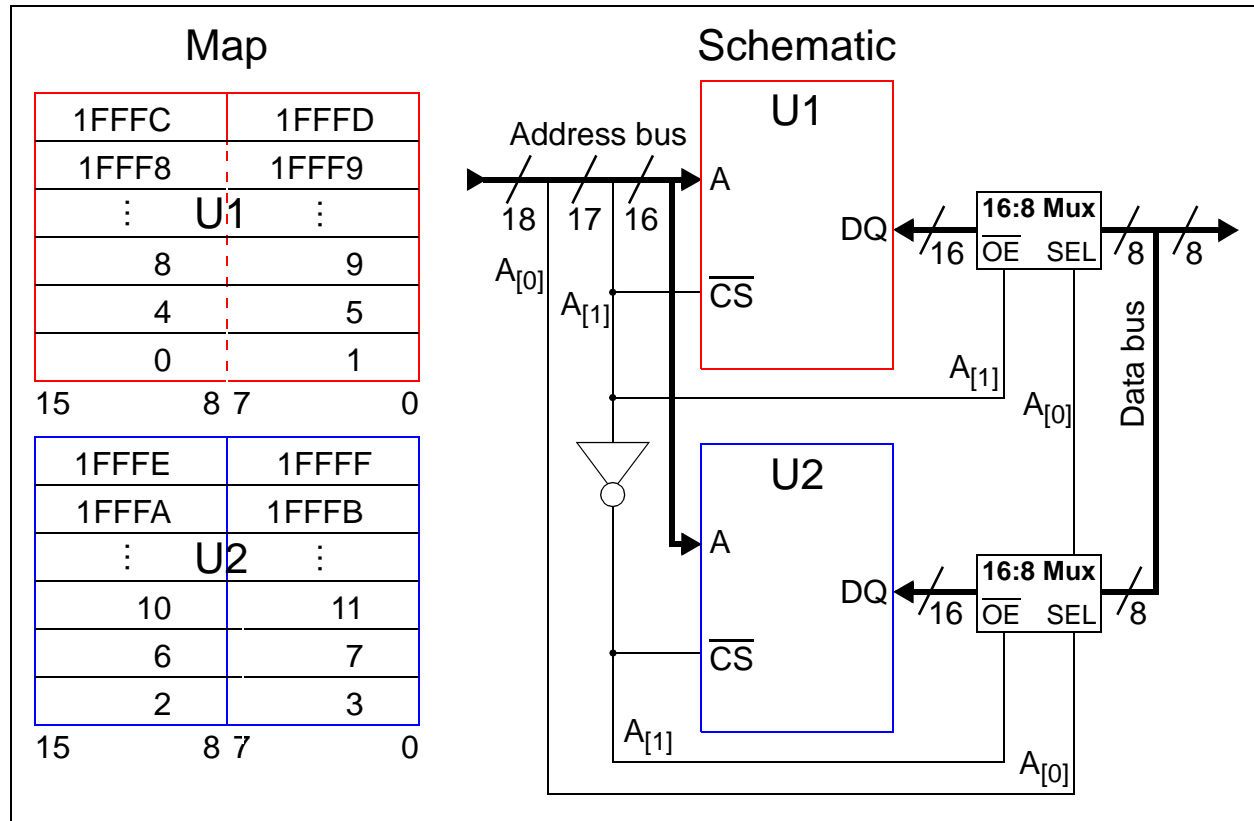 Map
1FFFC 1FFFD
1FFF8 1FFF9
⋮ U1 ⋮
8 9
4 5
0 1
15 8 7 0
1FFFE 1FFFF
1FFFA 1FFFB
⋮ U2 ⋮
10 11
6 7
2 3
15 8 7 0
Schematic
Address bus
18 17 16
A[0]
A[1]
U1
A
DQ
CS
16
16:8 Mux
OE SEL
8 8
A[1]
A[0]
Data bus
U2
A
DQ
CS
16
16:8 Mux
OE SEL
8
A[1]
A[0]